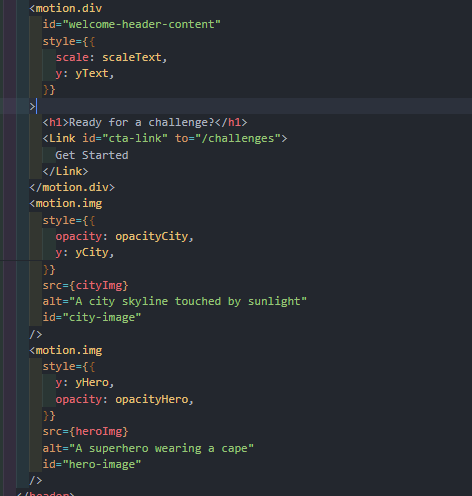 <motion.div
id="welcome-header-content"
style={{
scale: scaleText,
y: yText,
}}
>
<h1>Ready for a challenge?</h1>
<Link id="cta-link" to="/challenges">
Get Started
</Link>
</motion.div>
<motion.img
style={{
opacity: opacityCity,
y: yCity,
}}
src={cityImg}
alt="A city skyline touched by sunlight"
id="city-image"
/>
<motion.img
style={{
y: yHero,
opacity: opacityHero,
}}
src={heroImg}
alt="A superhero wearing a cape"
id="hero-image"
/>
</header>